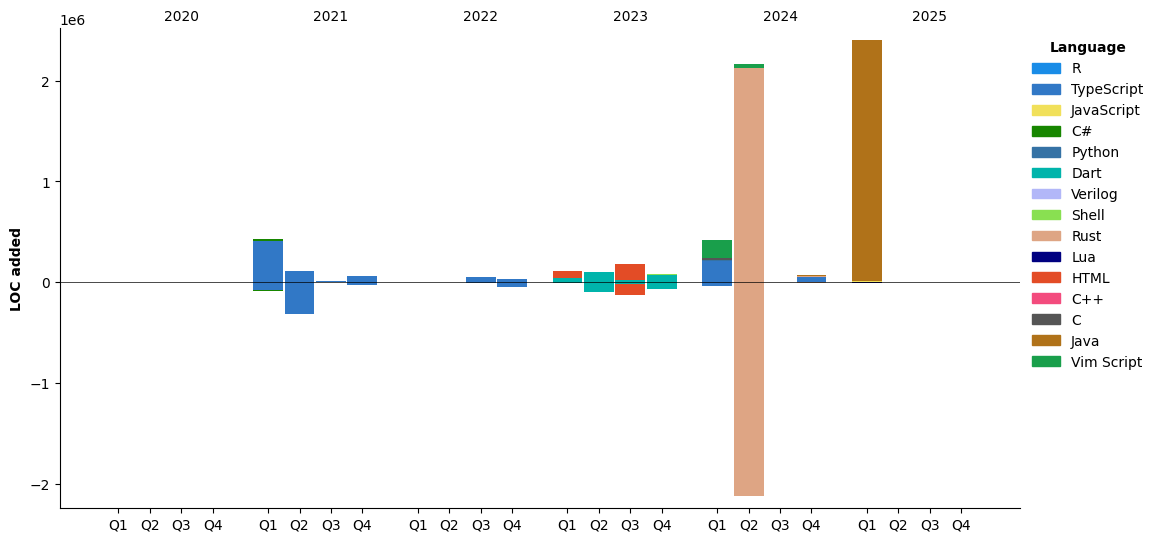 1e6
2020 2021 2022 2023 2024 2025
Language
R
TypeScript
JavaScript
C#
Python
Dart
Verilog
Shell
Rust
Lua
HTML
C++
C
Java
Vim Script
LOC added
2
1
0
−1
−2
Q1 Q2 Q3 Q4 Q1 Q2 Q3 Q4 Q1 Q2 Q3 Q4 Q1 Q2 Q3 Q4 Q1 Q2 Q3 Q4 Q1 Q2 Q3 Q4